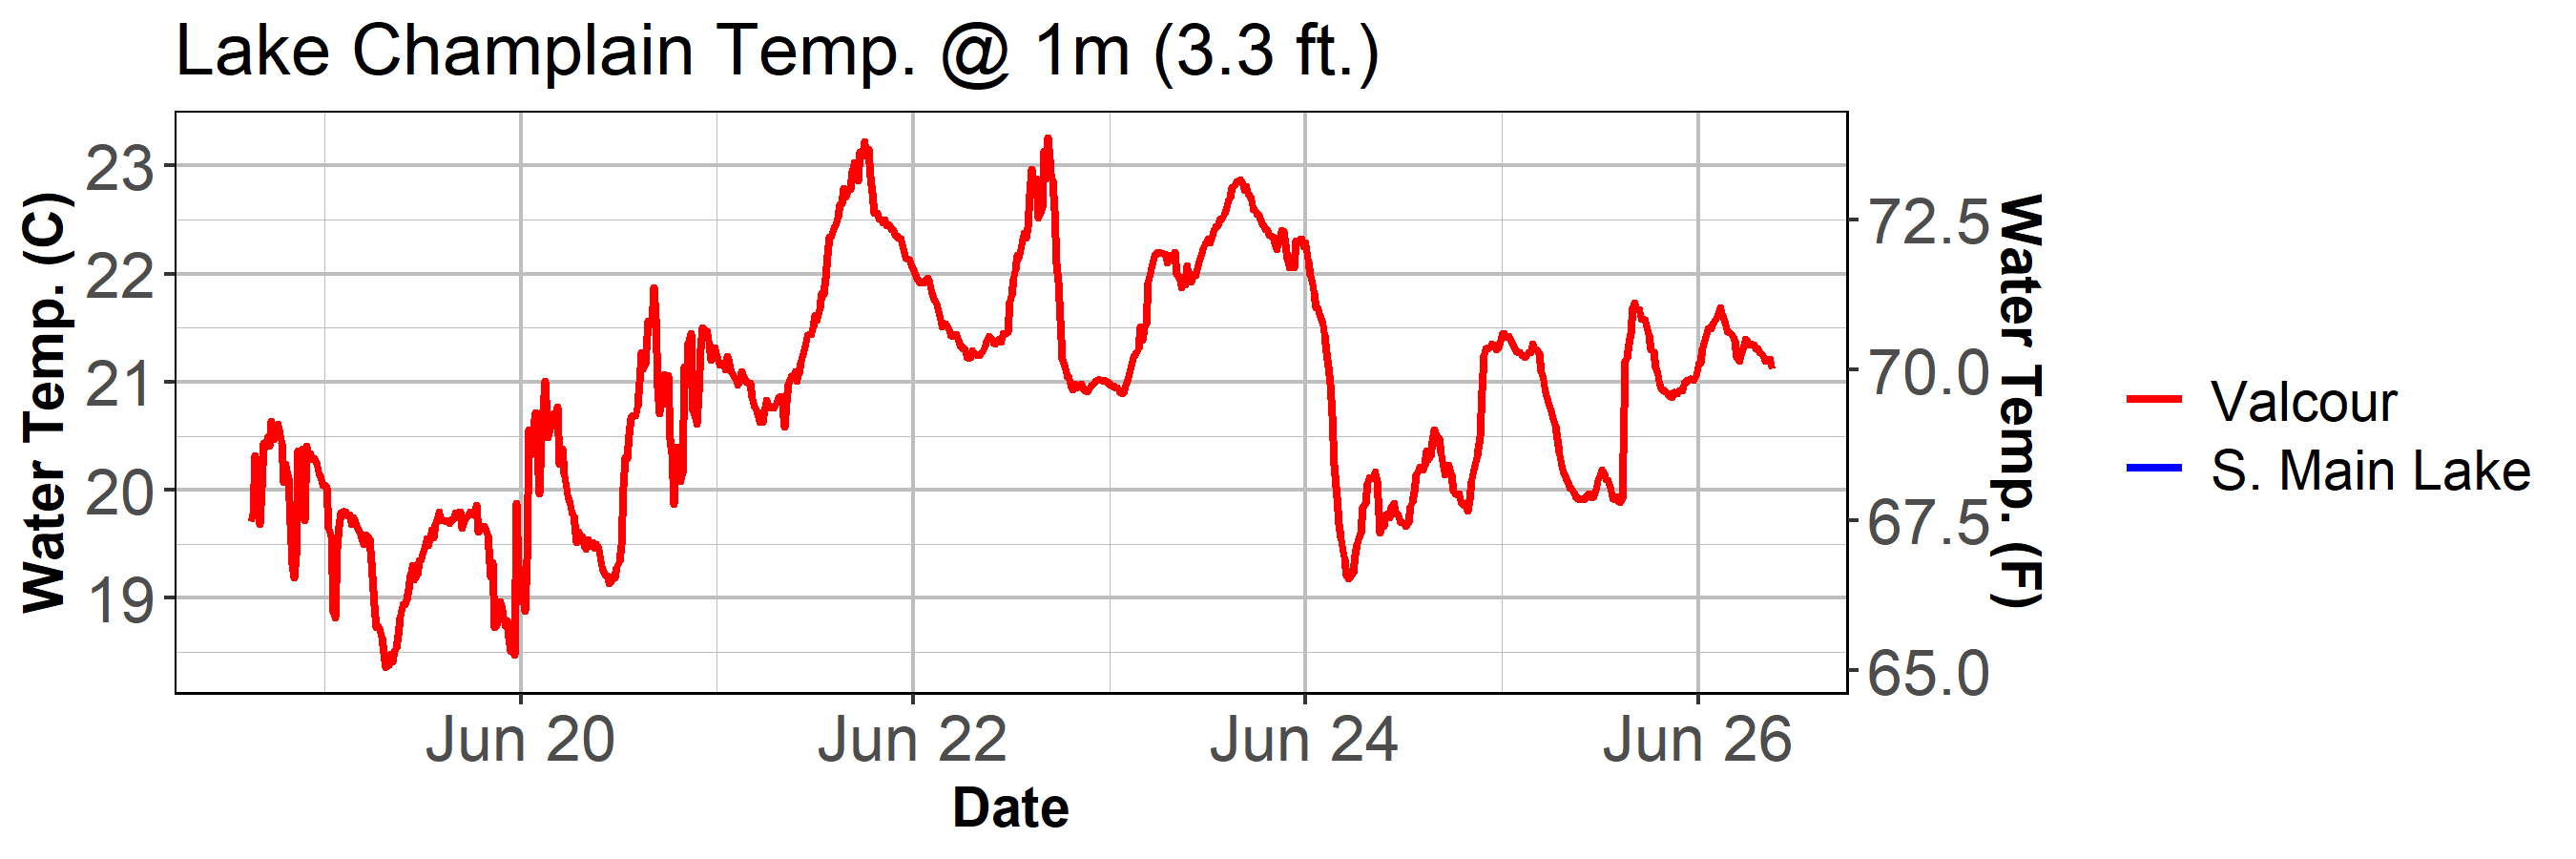 Lake Champlain Temp. @ 1m (3.3 ft.)
Water Temp. (C)
23
22
21
20
19
72.5
70.0
67.5
65.0
Water Temp. (F)
Jun 20
Jun 22
Jun 24
Jun 26
Date
Valcour
S. Main Lake